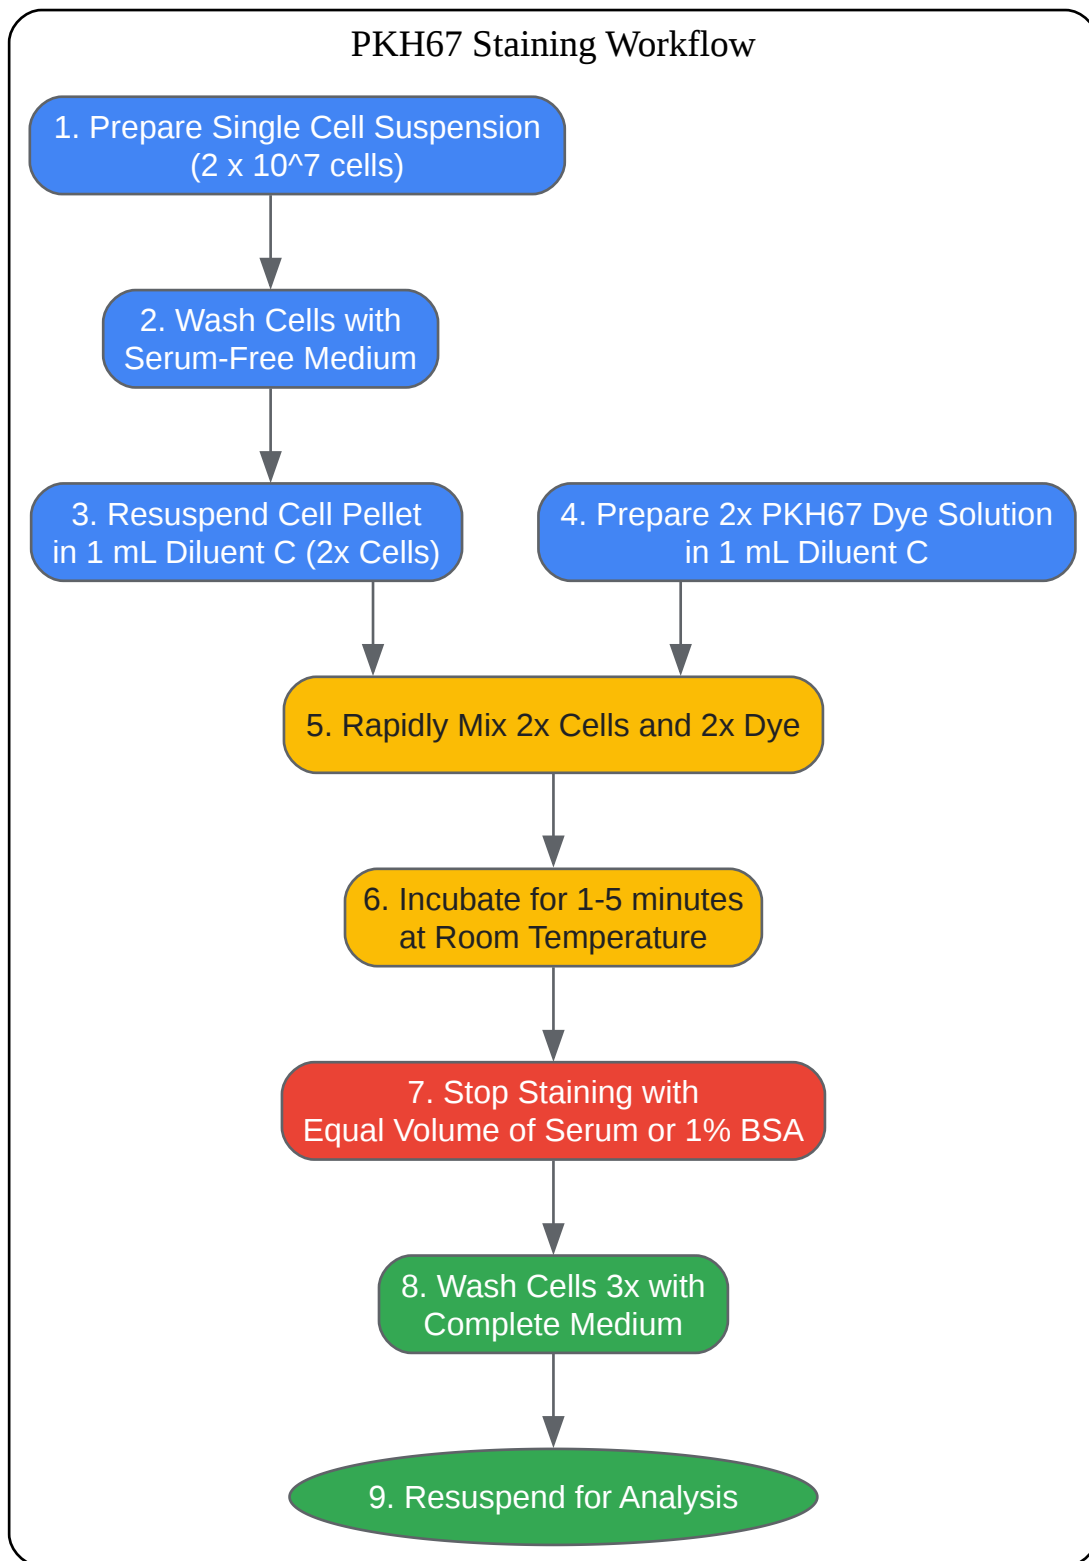 PKH67 Staining Workflow
1. Prepare Single Cell Suspension
(2 x 10^7 cells)
2. Wash Cells with
Serum-Free Medium
3. Resuspend Cell Pellet
in 1 mL Diluent C (2x Cells)
4. Prepare 2x PKH67 Dye Solution
in 1 mL Diluent C
5. Rapidly Mix 2x Cells and 2x Dye
6. Incubate for 1-5 minutes
at Room Temperature
7. Stop Staining with
Equal Volume of Serum or 1% BSA
8. Wash Cells 3x with
Complete Medium
9. Resuspend for Analysis